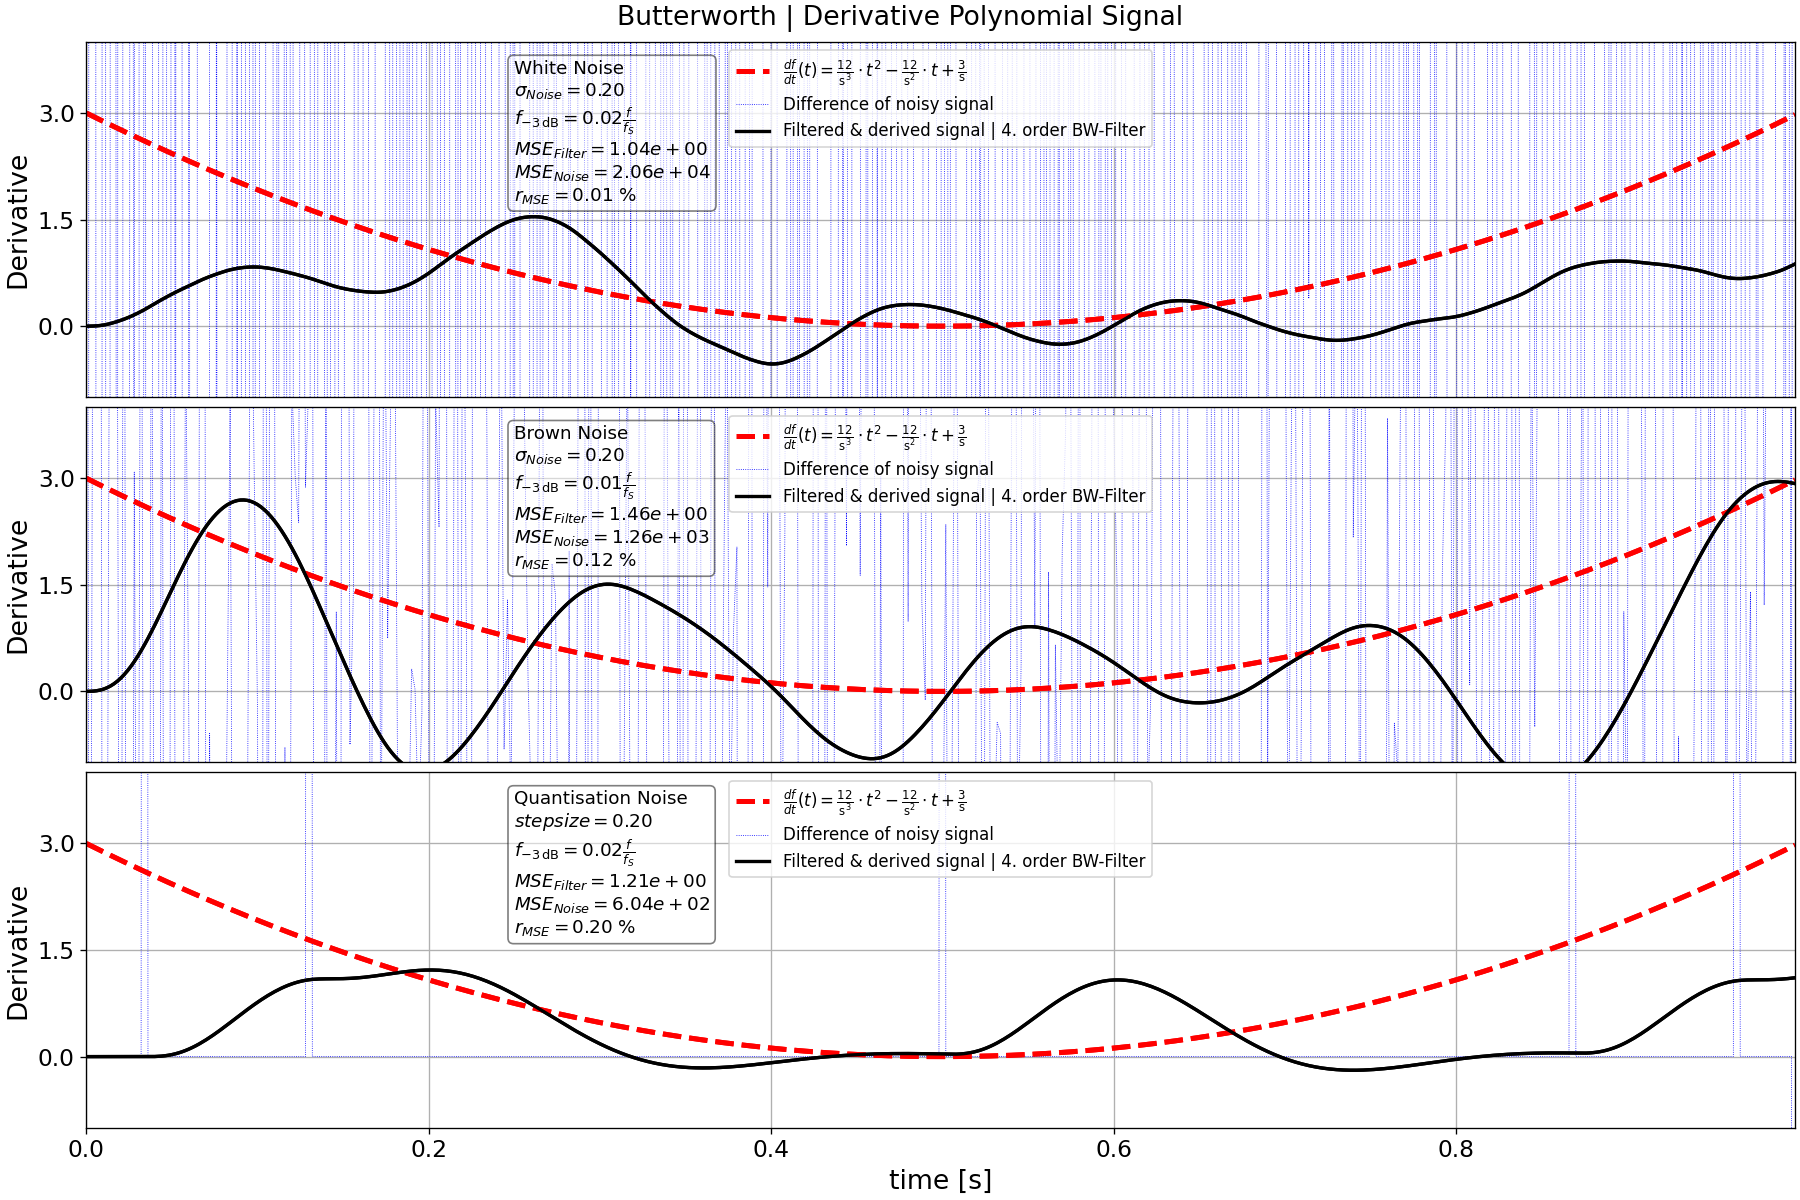 Butterworth | Derivative Polynomial Signal
Derivative
3.0
1.5
0.0
White Noise
σ_Noise = 0.20
f_−3 dB = 0.02 f/f_s
MSE_Filter = 1.04e + 00
MSE_Noise = 2.06e + 04
r_MSE = 0.01 %
df/dt(t) = 12/s³ · t² − 12/s² · t + 3/s
Difference of noisy signal
Filtered & derived signal | 4. order BW-Filter
Derivative
3.0
1.5
0.0
Brown Noise
σ_Noise = 0.20
f_−3 dB = 0.01 f/f_s
MSE_Filter = 1.46e + 00
MSE_Noise = 1.26e + 03
r_MSE = 0.12 %
df/dt(t) = 12/s³ · t² − 12/s² · t + 3/s
Difference of noisy signal
Filtered & derived signal | 4. order BW-Filter
Derivative
3.0
1.5
0.0
Quantisation Noise
stepsize = 0.20
f_−3 dB = 0.02 f/f_s
MSE_Filter = 1.21e + 00
MSE_Noise = 6.04e + 02
r_MSE = 0.20 %
df/dt(t) = 12/s³ · t² − 12/s² · t + 3/s
Difference of noisy signal
Filtered & derived signal | 4. order BW-Filter
0.0 0.2 0.4 0.6 0.8
time [s]